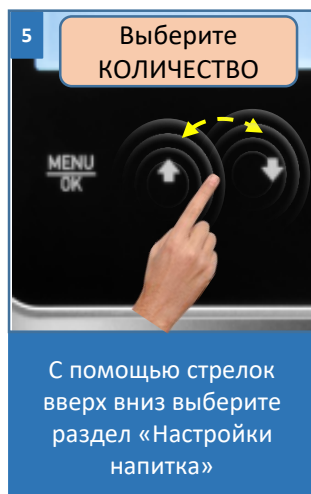 5
Выберите
КОЛИЧЕСТВО
MENU
OK
С помощью стрелок
вверх вниз выберите
раздел «Настройки
напитка»